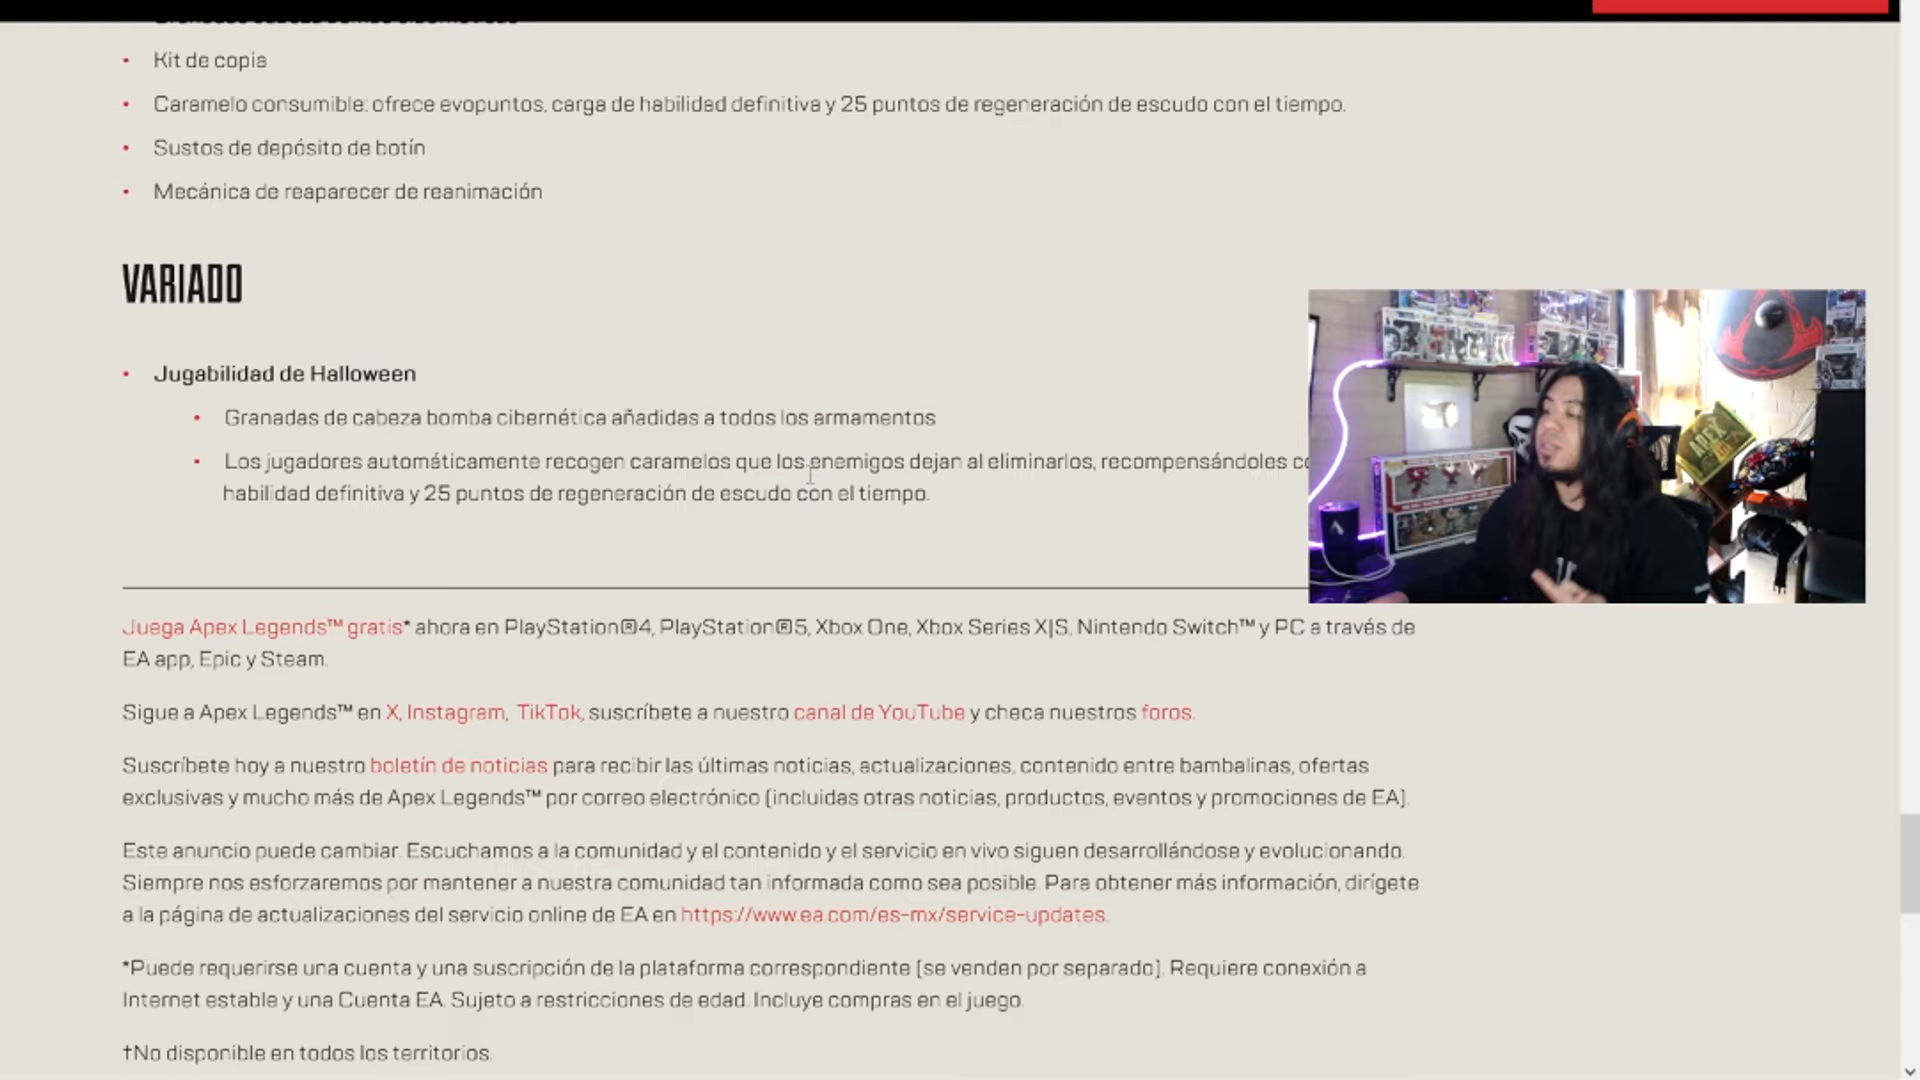 Kit de copia
Caramelo consumible: ofrece evopuntos, carga de habilidad definitiva y 25 puntos de regeneración de escudo con el tiempo.
Sustos de depósito de botín
Mecánica de reaparecer de reanimación
VARIADO
Jugabilidad de Halloween
Granadas de cabeza bomba cibernética añadidas a todos los armamentos
Los jugadores automáticamente recogen caramelos que los enemigos dejan al eliminarlos, recompensándoles
habilidad definitiva y 25 puntos de regeneración de escudo con el tiempo.
APEX
Juega Apex Legends™ gratis* ahora en PlayStation®4, PlayStation®5, Xbox One, Xbox Series X|S, Nintendo Switch™ y PC a través de
EA app, Epic y Steam.
Sigue a Apex Legends™ en X, Instagram, TikTok, suscríbete a nuestro canal de YouTube y checa nuestros foros.
Suscríbete hoy a nuestro boletín de noticias para recibir las últimas noticias, actualizaciones, contenido entre bambalinas, ofertas
exclusivas y mucho más de Apex Legends™ por correo electrónico (incluidas otras noticias, productos, eventos y promociones de EA).
Este anuncio puede cambiar. Escuchamos a la comunidad y el contenido y el servicio en vivo siguen desarrollándose y evolucionando.
Siempre nos esforzaremos por mantener a nuestra comunidad tan informada como sea posible. Para obtener más información, dirígete
a la página de actualizaciones del servicio online de EA en https://www.ea.com/es-mx/service-updates.
*Puede requerirse una cuenta y una suscripción de la plataforma correspondiente (se venden por separado). Requiere conexión a
Internet estable y una Cuenta EA. Sujeto a restricciones de edad. Incluye compras en el juego.
†No disponible en todos los territorios.